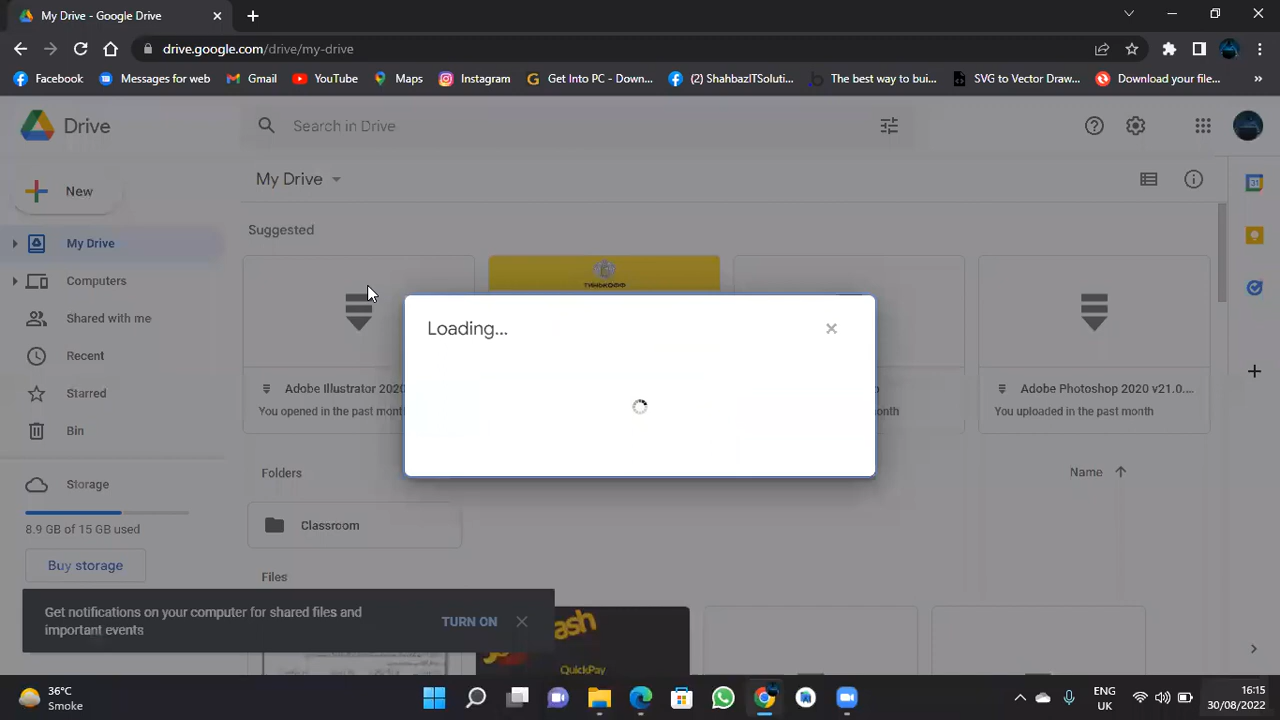 My Drive - Google Drive
drive.google.com/drive/my-drive
Facebook
Messages for web
Gmail
YouTube
Maps
Instagram
Get Into PC - Down...
(2) ShahbazITSoluti...
The best way to bui...
SVG to Vector Draw...
Download your file...
Drive
Search in Drive
New
My Drive
My Drive
Suggested
Computers
Shared with me
Recent
Starred
Bin
Storage
8.9 GB of 15 GB used
Buy storage
Loading...
Adobe Illustrator 2020
You opened in the past mont
onth
Adobe Photoshop 2020 v21.0....
You uploaded in the past month
Folders
Name
Classroom
Files
Get notifications on your computer for shared files and
important events
TURN ON
ash
QuickPay
36°C
Smoke
ENG
UK
16:15
30/08/2022